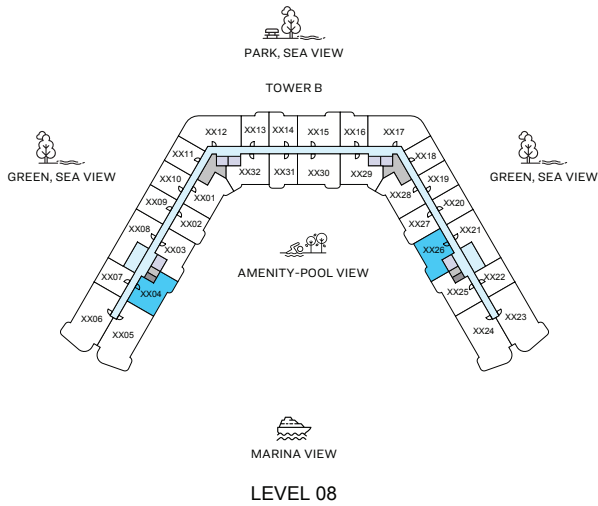 PARK, SEA VIEW
TOWER B
XX12
XX13
XX14
XX15
XX16
XX17
XX11
XX18
XX32
XX31
XX30
XX29
XX10
XX19
XX01
XX28
XX09
XX20
XX02
XX27
XX08
XX21
XX03
XX26
XX07
XX22
XX04
XX25
XX06
XX05
XX24
XX23
GREEN, SEA VIEW
GREEN, SEA VIEW
AMENITY-POOL VIEW
MARINA VIEW
LEVEL 08